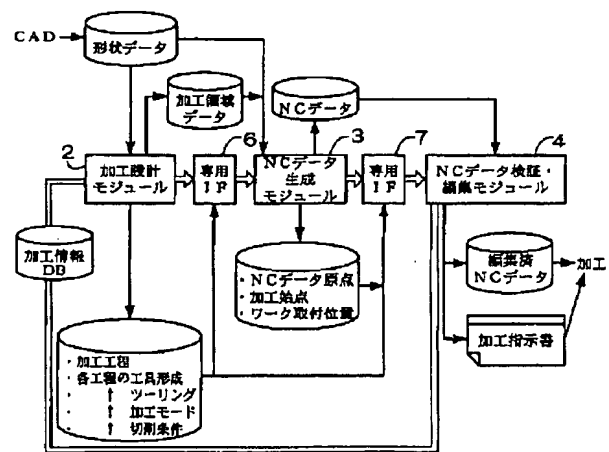 CAD
形状データ
加工領域
データ
NCデータ
2
加工設計
モジュール
6
専用
IF
3
NCデータ
生成
モジュール
7
専用
IF
4
NCデータ検証・
編集モジュール
加工情報
DB
・NCデータ原点
・加工始点
・ワーク取付位置
編集済
NCデータ
加工
加工指示書
・加工工程
・各工程の工具形成
・ ↑ ツーリング
・ ↑ 加工モード
・ ↑ 切削条件